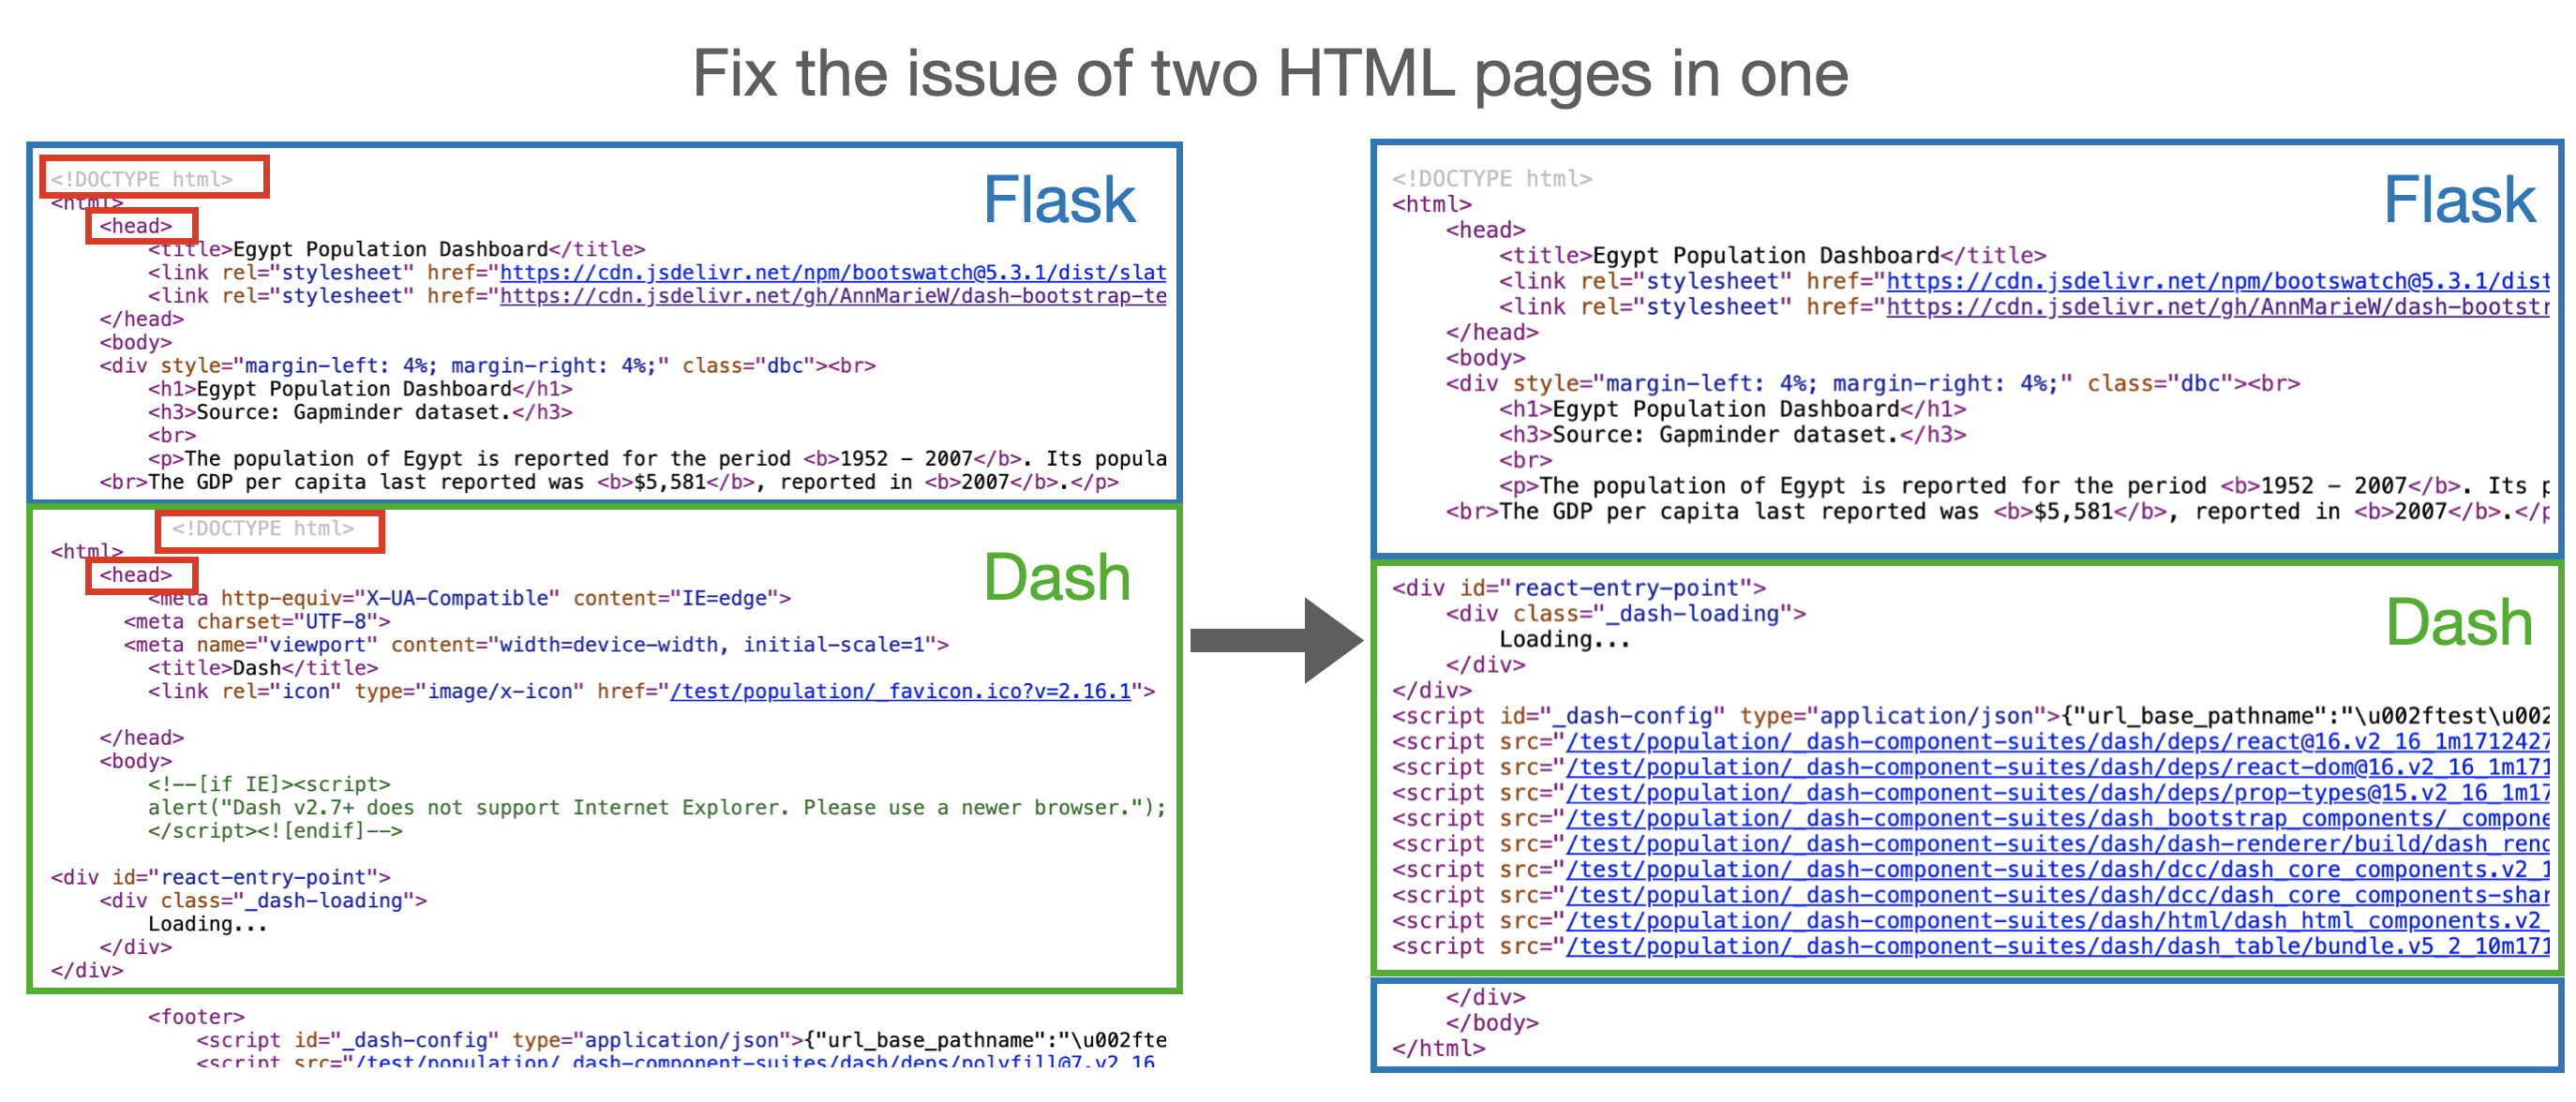 Fix the issue of two HTML pages in one
Flask
<!DOCTYPE html>
<html>
<head>
<title>Egypt Population Dashboard</title>
<link rel="stylesheet" href="https://cdn.jsdelivr.net/npm/bootswatch@5.3.1/dist/slat
<link rel="stylesheet" href="https://cdn.jsdelivr.net/gh/AnnMarieW/dash-bootstrap-te
</head>
<body>
<div style="margin-left: 4%; margin-right: 4%;" class="dbc"><br>
<h1>Egypt Population Dashboard</h1>
<h3>Source: Gapminder dataset.</h3>
<br>
<p>The population of Egypt is reported for the period <b>1952 – 2007</b>. Its popula
<br>The GDP per capita last reported was <b>$5,581</b>, reported in <b>2007</b>.</p>
Dash
<!DOCTYPE html>
<html>
<head>
<meta http-equiv="X-UA-Compatible" content="IE=edge">
<meta charset="UTF-8">
<meta name="viewport" content="width=device-width, initial-scale=1">
<title>Dash</title>
<link rel="icon" type="image/x-icon" href="/test/population/_favicon.ico?v=2.16.1">
</head>
<body>
<!--[if IE]><script>
alert("Dash v2.7+ does not support Internet Explorer. Please use a newer browser.");
</script><![endif]-->
<div id="react-entry-point">
<div class="_dash-loading">
Loading...
</div>
</div>
<footer>
<script id="_dash-config" type="application/json">{"url_base_pathname":"\u002fte
<script src="/test/population/_dash-component-suites/dash/deps/polyfill@7.v2_16
Flask
<!DOCTYPE html>
<html>
<head>
<title>Egypt Population Dashboard</title>
<link rel="stylesheet" href="https://cdn.jsdelivr.net/npm/bootswatch@5.3.1/dist
<link rel="stylesheet" href="https://cdn.jsdelivr.net/gh/AnnMarieW/dash-bootstr
</head>
<body>
<div style="margin-left: 4%; margin-right: 4%;" class="dbc"><br>
<h1>Egypt Population Dashboard</h1>
<h3>Source: Gapminder dataset.</h3>
<br>
<p>The population of Egypt is reported for the period <b>1952 – 2007</b>. Its p
<br>The GDP per capita last reported was <b>$5,581</b>, reported in <b>2007</b>.</p
Dash
<div id="react-entry-point">
<div class="_dash-loading">
Loading...
</div>
</div>
<script id="_dash-config" type="application/json">{"url_base_pathname":"\u002ftest\u002
<script src="/test/population/_dash-component-suites/dash/deps/react@16.v2_16_1m1712427
<script src="/test/population/_dash-component-suites/dash/deps/react-dom@16.v2_16_1m171
<script src="/test/population/_dash-component-suites/dash/deps/prop-types@15.v2_16_1m17
<script src="/test/population/_dash-component-suites/dash_bootstrap_components/_compone
<script src="/test/population/_dash-component-suites/dash/dash-renderer/build/dash_rend
<script src="/test/population/_dash-component-suites/dash/dcc/dash_core_components.v2_1
<script src="/test/population/_dash-component-suites/dash/dcc/dash_core_components-shar
<script src="/test/population/_dash-component-suites/dash/html/dash_html_components.v2_
<script src="/test/population/_dash-component-suites/dash/dash_table/bundle.v5_2_10m171
</div>
</body>
</html>